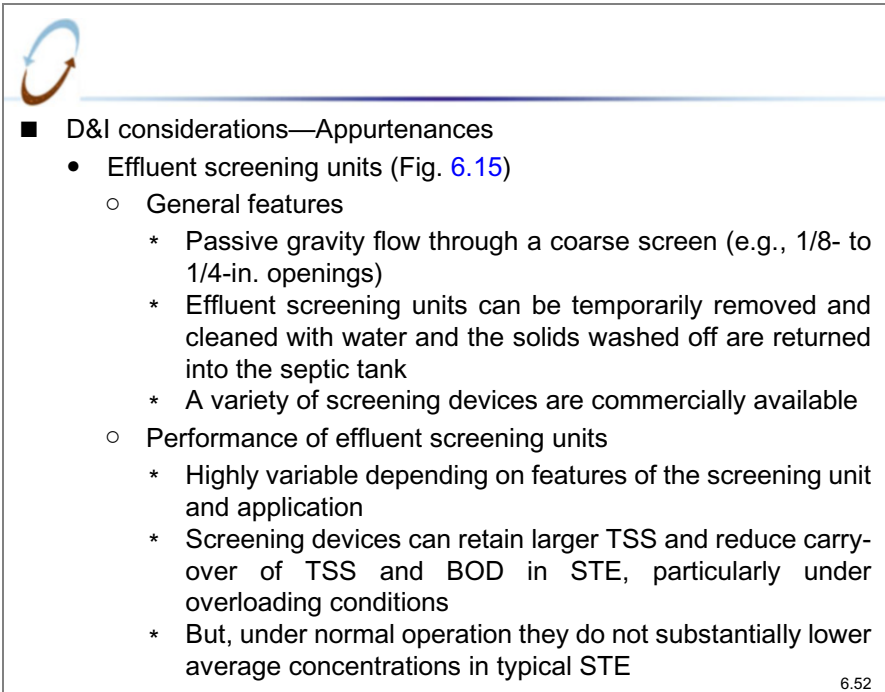 ■ D&I considerations—Appurtenances
• Effluent screening units (Fig. 6.15)
○ General features
* Passive gravity flow through a coarse screen (e.g., 1/8- to
1/4-in. openings)
* Effluent screening units can be temporarily removed and
cleaned with water and the solids washed off are returned
into the septic tank
* A variety of screening devices are commercially available
○ Performance of effluent screening units
* Highly variable depending on features of the screening unit
and application
* Screening devices can retain larger TSS and reduce carry-
over of TSS and BOD in STE, particularly under
overloading conditions
* But, under normal operation they do not substantially lower
average concentrations in typical STE
6.52